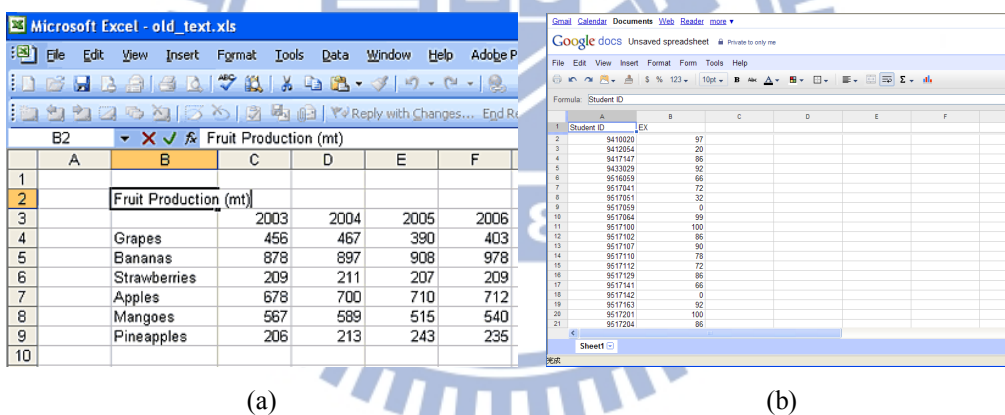 Microsoft Excel - old_text.xls
File Edit View Insert Format Tools Data Window Help Adobe P
Reply with Changes... End R
B2 Fruit Production (mt)
A B C D E F
1
2 Fruit Production (mt)
3 2003 2004 2005 2006
4 Grapes 456 467 390 403
5 Bananas 878 897 908 978
6 Strawberries 209 211 207 209
7 Apples 678 700 710 712
8 Mangoes 567 589 515 540
9 Pineapples 206 213 243 235
10
(a)
Gmail Calendar Documents Web Reader more ▼
Google docs Unsaved spreadsheet Private to only me
File Edit View Insert Format Form Tools Help
$ % 123 10pt B Abc A Σ
Formula: Student ID
A B C D E F
1 Student ID EX
2 9410020 97
3 9412054 20
4 9417147 86
5 9433029 92
6 9516059 66
7 9517041 72
8 9517051 32
9 9517059 0
10 9517064 99
11 9517100 100
12 9517102 86
13 9517107 90
14 9517110 78
15 9517112 72
16 9517129 86
17 9517141 66
18 9517142 0
19 9517163 92
20 9517201 100
21 9517204 86
Sheet1
完成
(b)